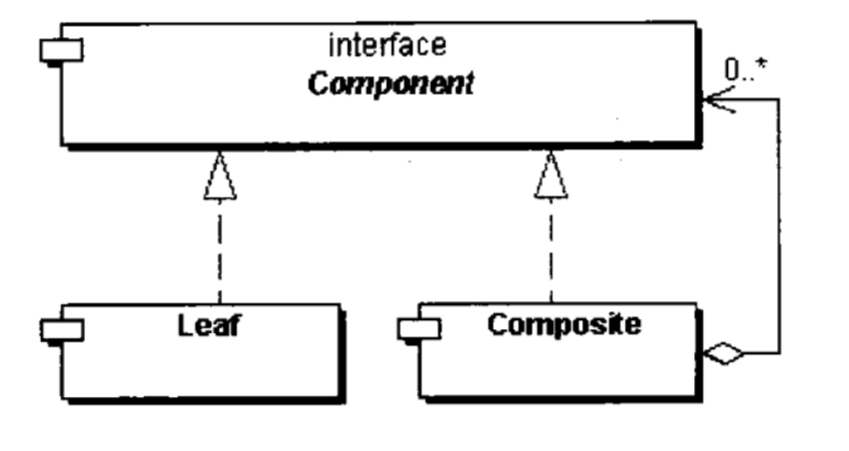 interface
Component
0..*
Leaf
Composite